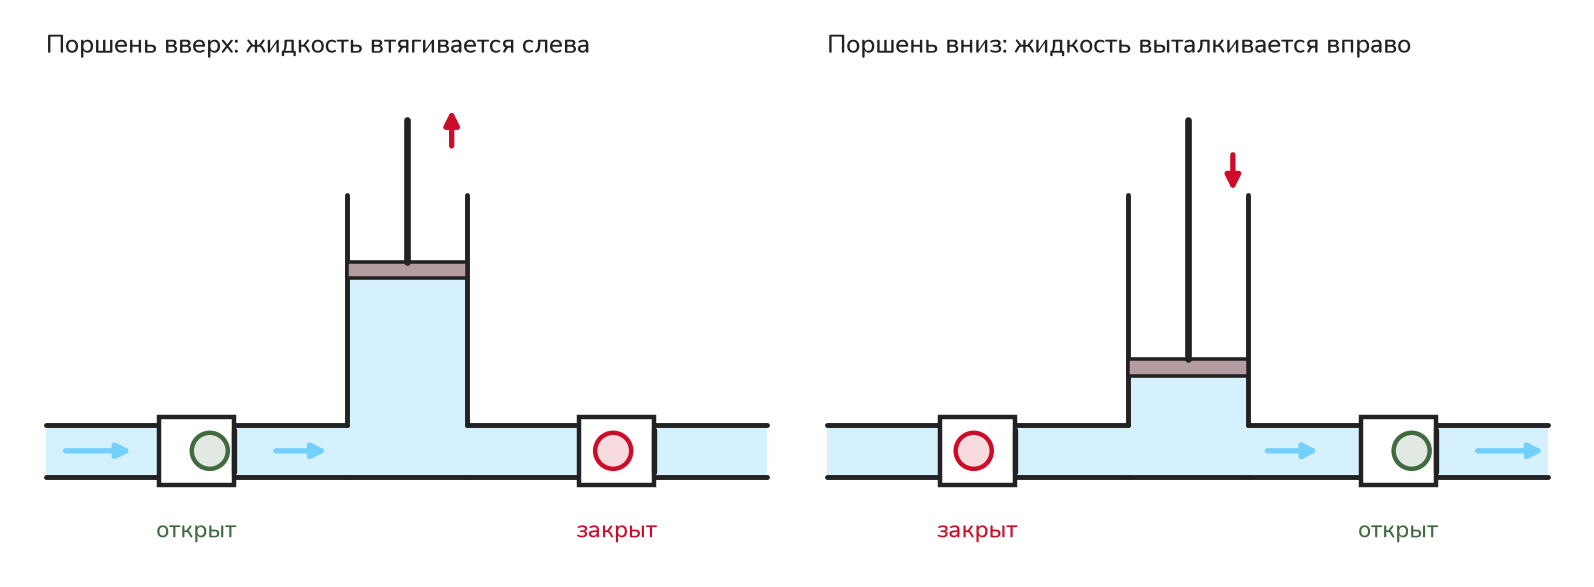 Поршень вверх: жидкость втягивается слева
Поршень вниз: жидкость выталкивается вправо
открыт
закрыт
закрыт
открыт